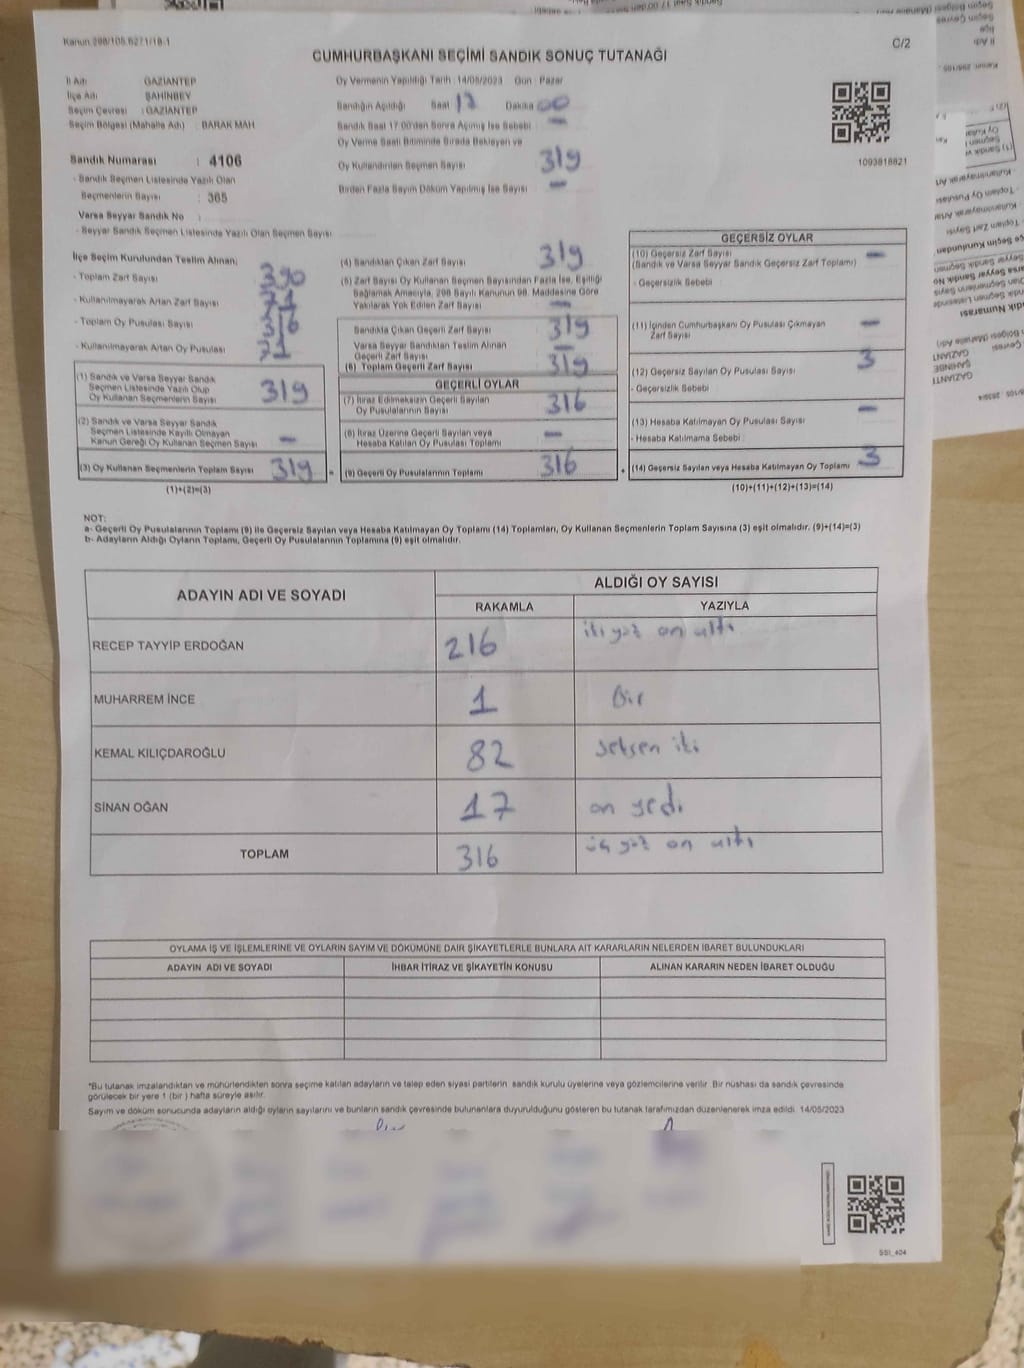 Kanun 298/105 6271/18-1
C/2
CUMHURBAŞKANI SEÇİMİ SANDIK SONUÇ TUTANAĞI
İl Adı GAZİANTEP
İlçe Adı ŞAHİNBEY
Seçim Çevresi : GAZİANTEP
Seçim Bölgesi (Mahalle Adı) : BARAK MAH
Sandık Numarası : 4106
- Sandık Seçmen Listesinde Yazılı Olan
Seçmenlerin Sayısı : 365
Varsa Seyyar Sandık No :
- Seyyar Sandık Seçmen Listesinde Yazılı Olan Seçmen Sayısı
Oy Vermenin Yapıldığı Tarih :14/05/2023 Gün : Pazar
Sandığın Açıldığı Saat 17 Dakika 00
Sandık Saat 17:00'den Sonra Açılmış İse Sebebi : -
Oy Verme Saati Bitiminde Sırada Bekleyen ve
Oy Kullandırılan Seçmen Sayısı 319
Birden Fazla Sayım Döküm Yapılmış İse Sayısı -
1093818821
İlçe Seçim Kurulundan Teslim Alınan:
- Toplam Zarf Sayısı 390
- Kullanılmayarak Artan Zarf Sayısı 71
- Toplam Oy Pusulası Sayısı
- Kullanılmayarak Artan Oy Pusulası 71
(1) Sandık ve Varsa Seyyar Sandık
Seçmen Listesinde Yazılı Olup
Oy Kullanan Seçmenlerin Sayısı 319
(2) Sandık ve Varsa Seyyar Sandık
Seçmen Listesinde Kayıtlı Olmayan
Kanun Gereği Oy Kullanan Seçmen Sayısı -
(3) Oy Kullanan Seçmenlerin Toplam Sayısı 319 =
(1)+(2)=(3)
(4) Sandıktan Çıkan Zarf Sayısı 319
(5) Zarf Sayısı Oy Kullanan Seçmen Sayısından Fazla İse, Eşitliği
Sağlamak Amacıyla, 298 Sayılı Kanunun 98. Maddesine Göre
Yakılarak Yok Edilen Zarf Sayısı -
Sandıkta Çıkan Geçerli Zarf Sayısı 319
Varsa Seyyar Sandıktan Teslim Alınan
Geçerli Zarf Sayısı -
(6) Toplam Geçerli Zarf Sayısı 319
GEÇERLİ OYLAR
(7) İtiraz Edilmeksizin Geçerli Sayılan
Oy Pusulalarının Sayısı 316
(8) İtiraz Üzerine Geçerli Sayılan veya
Hesaba Katılan Oy Pusulası Toplamı -
(9) Geçerli Oy Pusulalarının Toplamı 316 +
GEÇERSİZ OYLAR
(10) Geçersiz Zarf Sayısı -
(Sandık ve Varsa Seyyar Sandık Geçersiz Zarf Toplamı)
- Geçersizlik Sebebi :
(11) İçinden Cumhurbaşkanı Oy Pusulası Çıkmayan
Zarf Sayısı -
(12) Geçersiz Sayılan Oy Pusulası Sayısı 3
- Geçersizlik Sebebi :
(13) Hesaba Katılmayan Oy Pusulası Sayısı -
- Hesaba Katılmama Sebebi :
(14) Geçersiz Sayılan veya Hesaba Katılmayan Oy Toplamı 3
(10)+(11)+(12)+(13)=(14)
NOT:
a- Geçerli Oy Pusulalarının Toplamı (9) ile Geçersiz Sayılan veya Hesaba Katılmayan Oy Toplamı (14) Toplamları, Oy Kullanan Seçmenlerin Toplam Sayısına (3) eşit olmalıdır. (9)+(14)=(3)
b- Adayların Aldığı Oyların Toplamı, Geçerli Oy Pusulalarının Toplamına (9) eşit olmalıdır.
ADAYIN ADI VE SOYADI
ALDIĞI OY SAYISI
RAKAMLA YAZIYLA
RECEP TAYYİP ERDOĞAN 216 iki yüz on altı
MUHARREM İNCE 1 Bir
KEMAL KILIÇDAROĞLU 82 seksen iki
SİNAN OĞAN 17 on yedi
TOPLAM 316 üç yüz on altı
OYLAMA İŞ VE İŞLEMLERİNE VE OYLARIN SAYIM VE DÖKÜMÜNE DAİR ŞİKAYETLERLE BUNLARA AİT KARARLARIN NELERDEN İBARET BULUNDUKLARI
ADAYIN ADI VE SOYADI İHBAR İTİRAZ VE ŞİKAYETİN KONUSU ALINAN KARARIN NEDEN İBARET OLDUĞU
*Bu tutanak imzalandıktan ve mühürlendikten sonra seçime katılan adayların ve talep eden siyasi partilerin sandık kurulu üyelerine veya gözlemcilerine verilir. Bir nüshası da sandık çevresinde
görülecek bir yere 1 (bir ) hafta süreyle asılır.
Sayım ve döküm sonucunda adayların aldığı oyların sayılarını ve bunların sandık çevresinde bulunanlara duyurulduğunu gösteren bu tutanak tarafımızdan düzenlenerek imza edildi. 14/05/2023
SSI_404